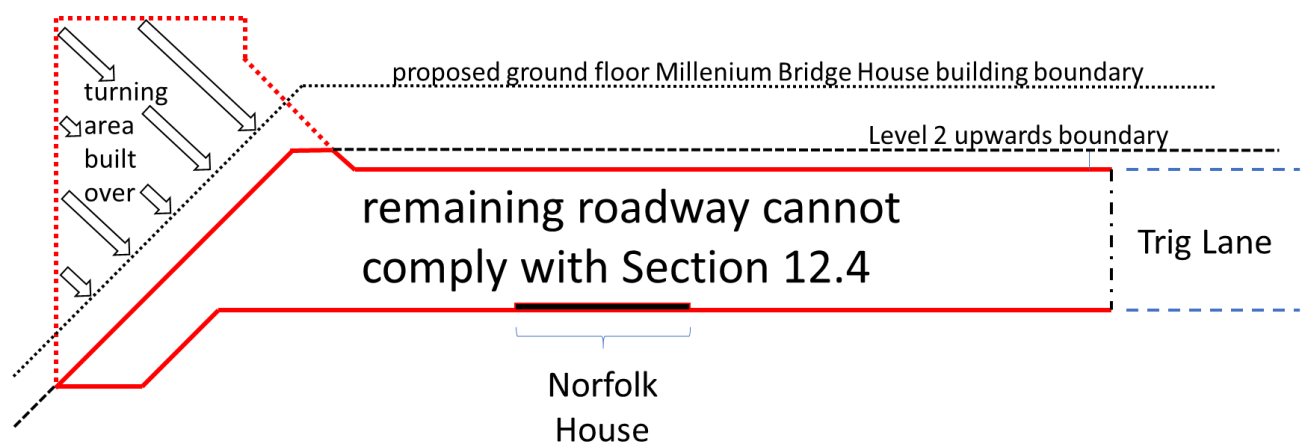 proposed ground floor Millenium Bridge House building boundary
turning
area
built
over
Level 2 upwards boundary
remaining roadway cannot
comply with Section 12.4
Trig Lane
Norfolk
House